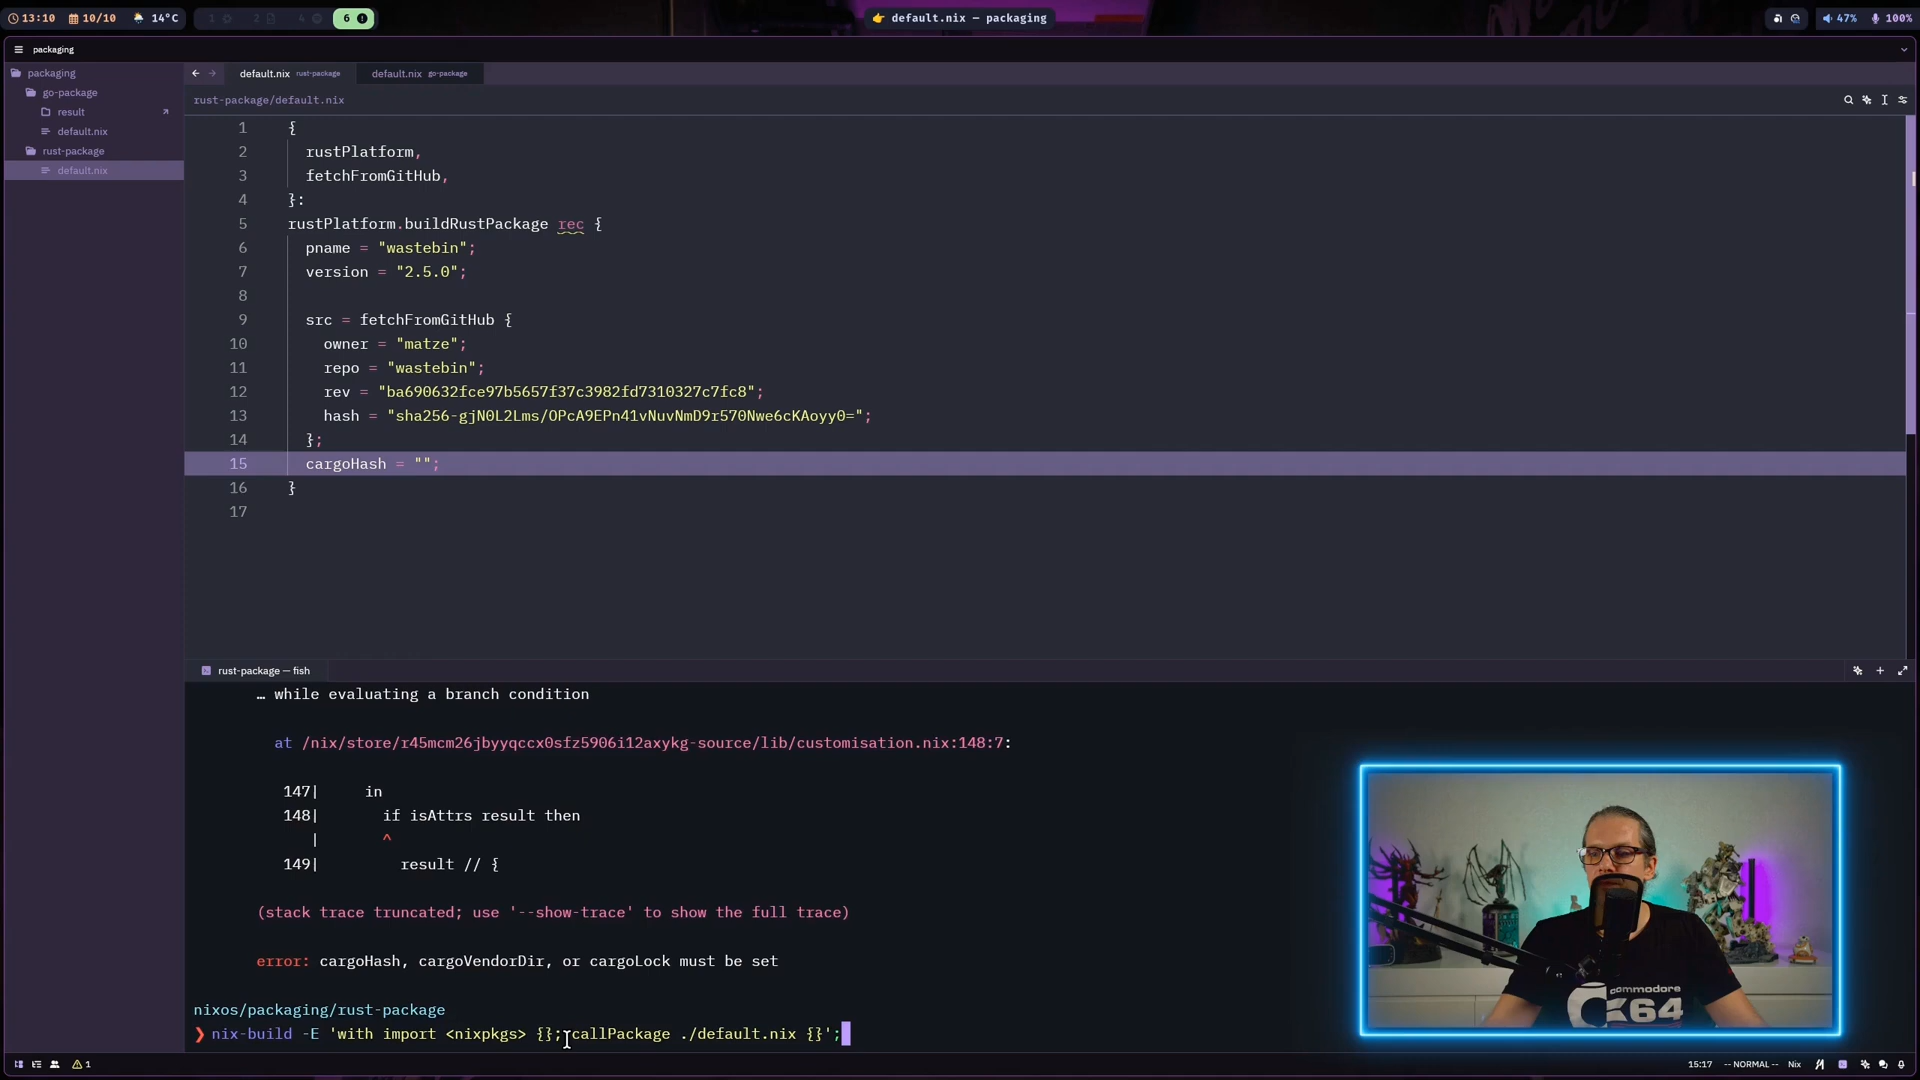 13:10 10/10 14°C 1 2 4 6 default.nix — packaging 47% 100%
packaging
packaging
go-package
result
default.nix
rust-package
default.nix
default.nix rust-package default.nix go-package
rust-package/default.nix
1 {
2 rustPlatform,
3 fetchFromGitHub,
4 }:
5 rustPlatform.buildRustPackage rec {
6 pname = "wastebin";
7 version = "2.5.0";
8
9 src = fetchFromGitHub {
10 owner = "matze";
11 repo = "wastebin";
12 rev = "ba690632fce97b5657f37c3982fd7310327c7fc8";
13 hash = "sha256-gjN0L2Lms/OPcA9EPn41vNuvNmD9r570Nwe6cKAoyy0=";
14 };
15 cargoHash = "";
16 }
17
rust-package — fish
… while evaluating a branch condition
at /nix/store/r45mcm26jbyyqccx0sfz5906i12axykg-source/lib/customisation.nix:148:7:
147| in
148| if isAttrs result then
| ^
149| result // {
(stack trace truncated; use '--show-trace' to show the full trace)
error: cargoHash, cargoVendorDir, or cargoLock must be set
nixos/packaging/rust-package
❯ nix-build -E 'with import <nixpkgs> {}; callPackage ./default.nix {}';
commodore
64
1 15:17 -- NORMAL -- Nix